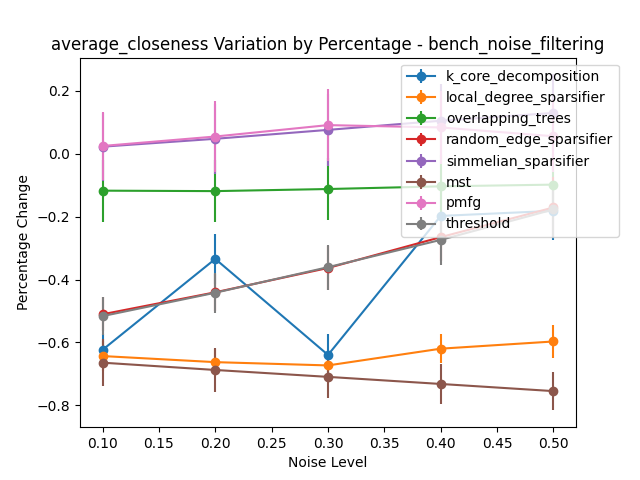 average_closeness Variation by Percentage - bench_noise_filtering
k_core_decomposition
local_degree_sparsifier
overlapping_trees
random_edge_sparsifier
simmelian_sparsifier
mst
pmfg
threshold
Percentage Change
0.2
0.0
−0.2
−0.4
−0.6
−0.8
0.10
0.15
0.20
0.25
0.30
0.35
0.40
0.45
0.50
Noise Level